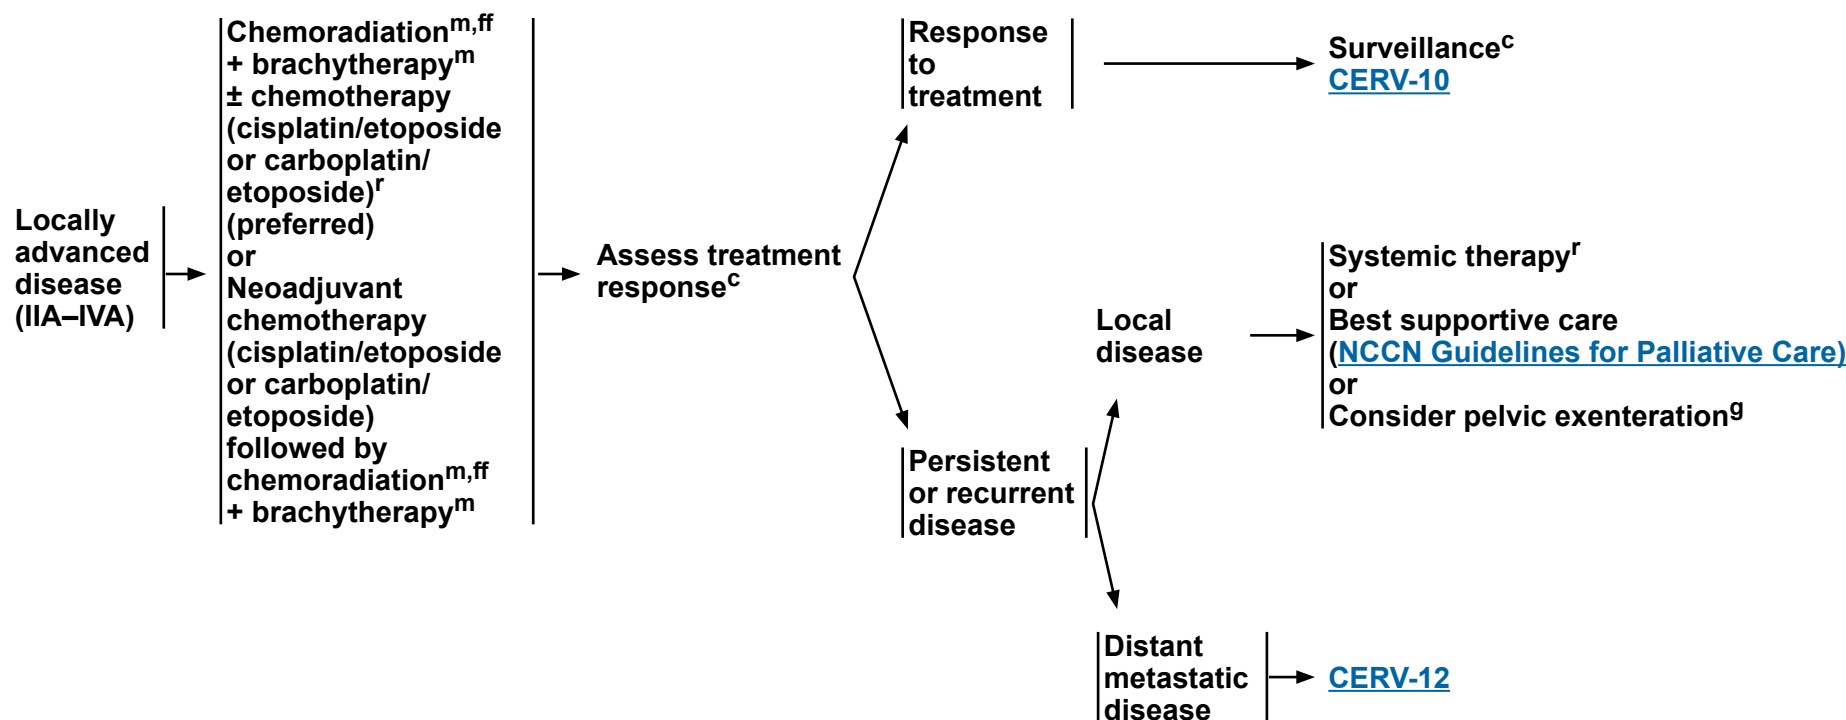 Locally
advanced
disease
(IIA–IVA)
Chemoradiationm,ff
+ brachytherapym
± chemotherapy
(cisplatin/etoposide
or carboplatin/
etoposide)r
(preferred)
or
Neoadjuvant
chemotherapy
(cisplatin/etoposide
or carboplatin/
etoposide)
followed by
chemoradiationm,ff
+ brachytherapym
Assess treatment
responsec
Response
to
treatment
Surveillancec
CERV-10
Persistent
or recurrent
disease
Local
disease
Systemic therapyr
or
Best supportive care
(NCCN Guidelines for Palliative Care)
or
Consider pelvic exenterationg
Distant
metastatic
disease
CERV-12